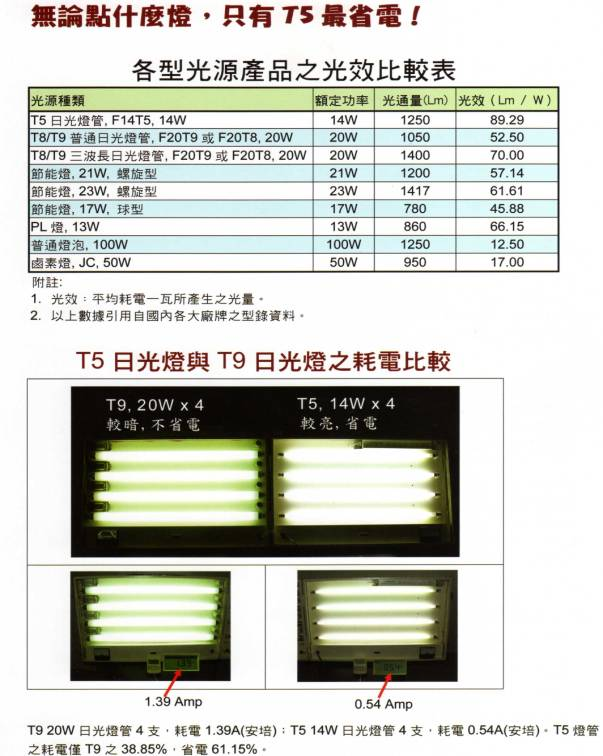 無論點什麼燈，只有 T5 最省電！
各型光源產品之光效比較表
光源種類 額定功率 光通量(Lm) 光效 ( Lm / W )
T5 日光燈管, F14T5, 14W 14W 1250 89.29
T8/T9 普通日光燈管, F20T9 或 F20T8, 20W 20W 1050 52.50
T8/T9 三波長日光燈管, F20T9 或 F20T8, 20W 20W 1400 70.00
節能燈, 21W, 螺旋型 21W 1200 57.14
節能燈, 23W, 螺旋型 23W 1417 61.61
節能燈, 17W, 球型 17W 780 45.88
PL 燈, 13W 13W 860 66.15
普通燈泡, 100W 100W 1250 12.50
鹵素燈, JC, 50W 50W 950 17.00
附註:
1. 光效：平均耗電一瓦所產生之光量。
2. 以上數據引用自國內各大廠牌之型錄資料。
T5 日光燈與 T9 日光燈之耗電比較
T9, 20W x 4 T5, 14W x 4
較暗, 不省電 較亮, 省電
1.39 Amp 0.54 Amp
T9 20W 日光燈管 4 支，耗電 1.39A(安培)；T5 14W 日光燈管 4 支，耗電 0.54A(安培)。T5 燈管
之耗電僅 T9 之 38.85%，省電 61.15%。